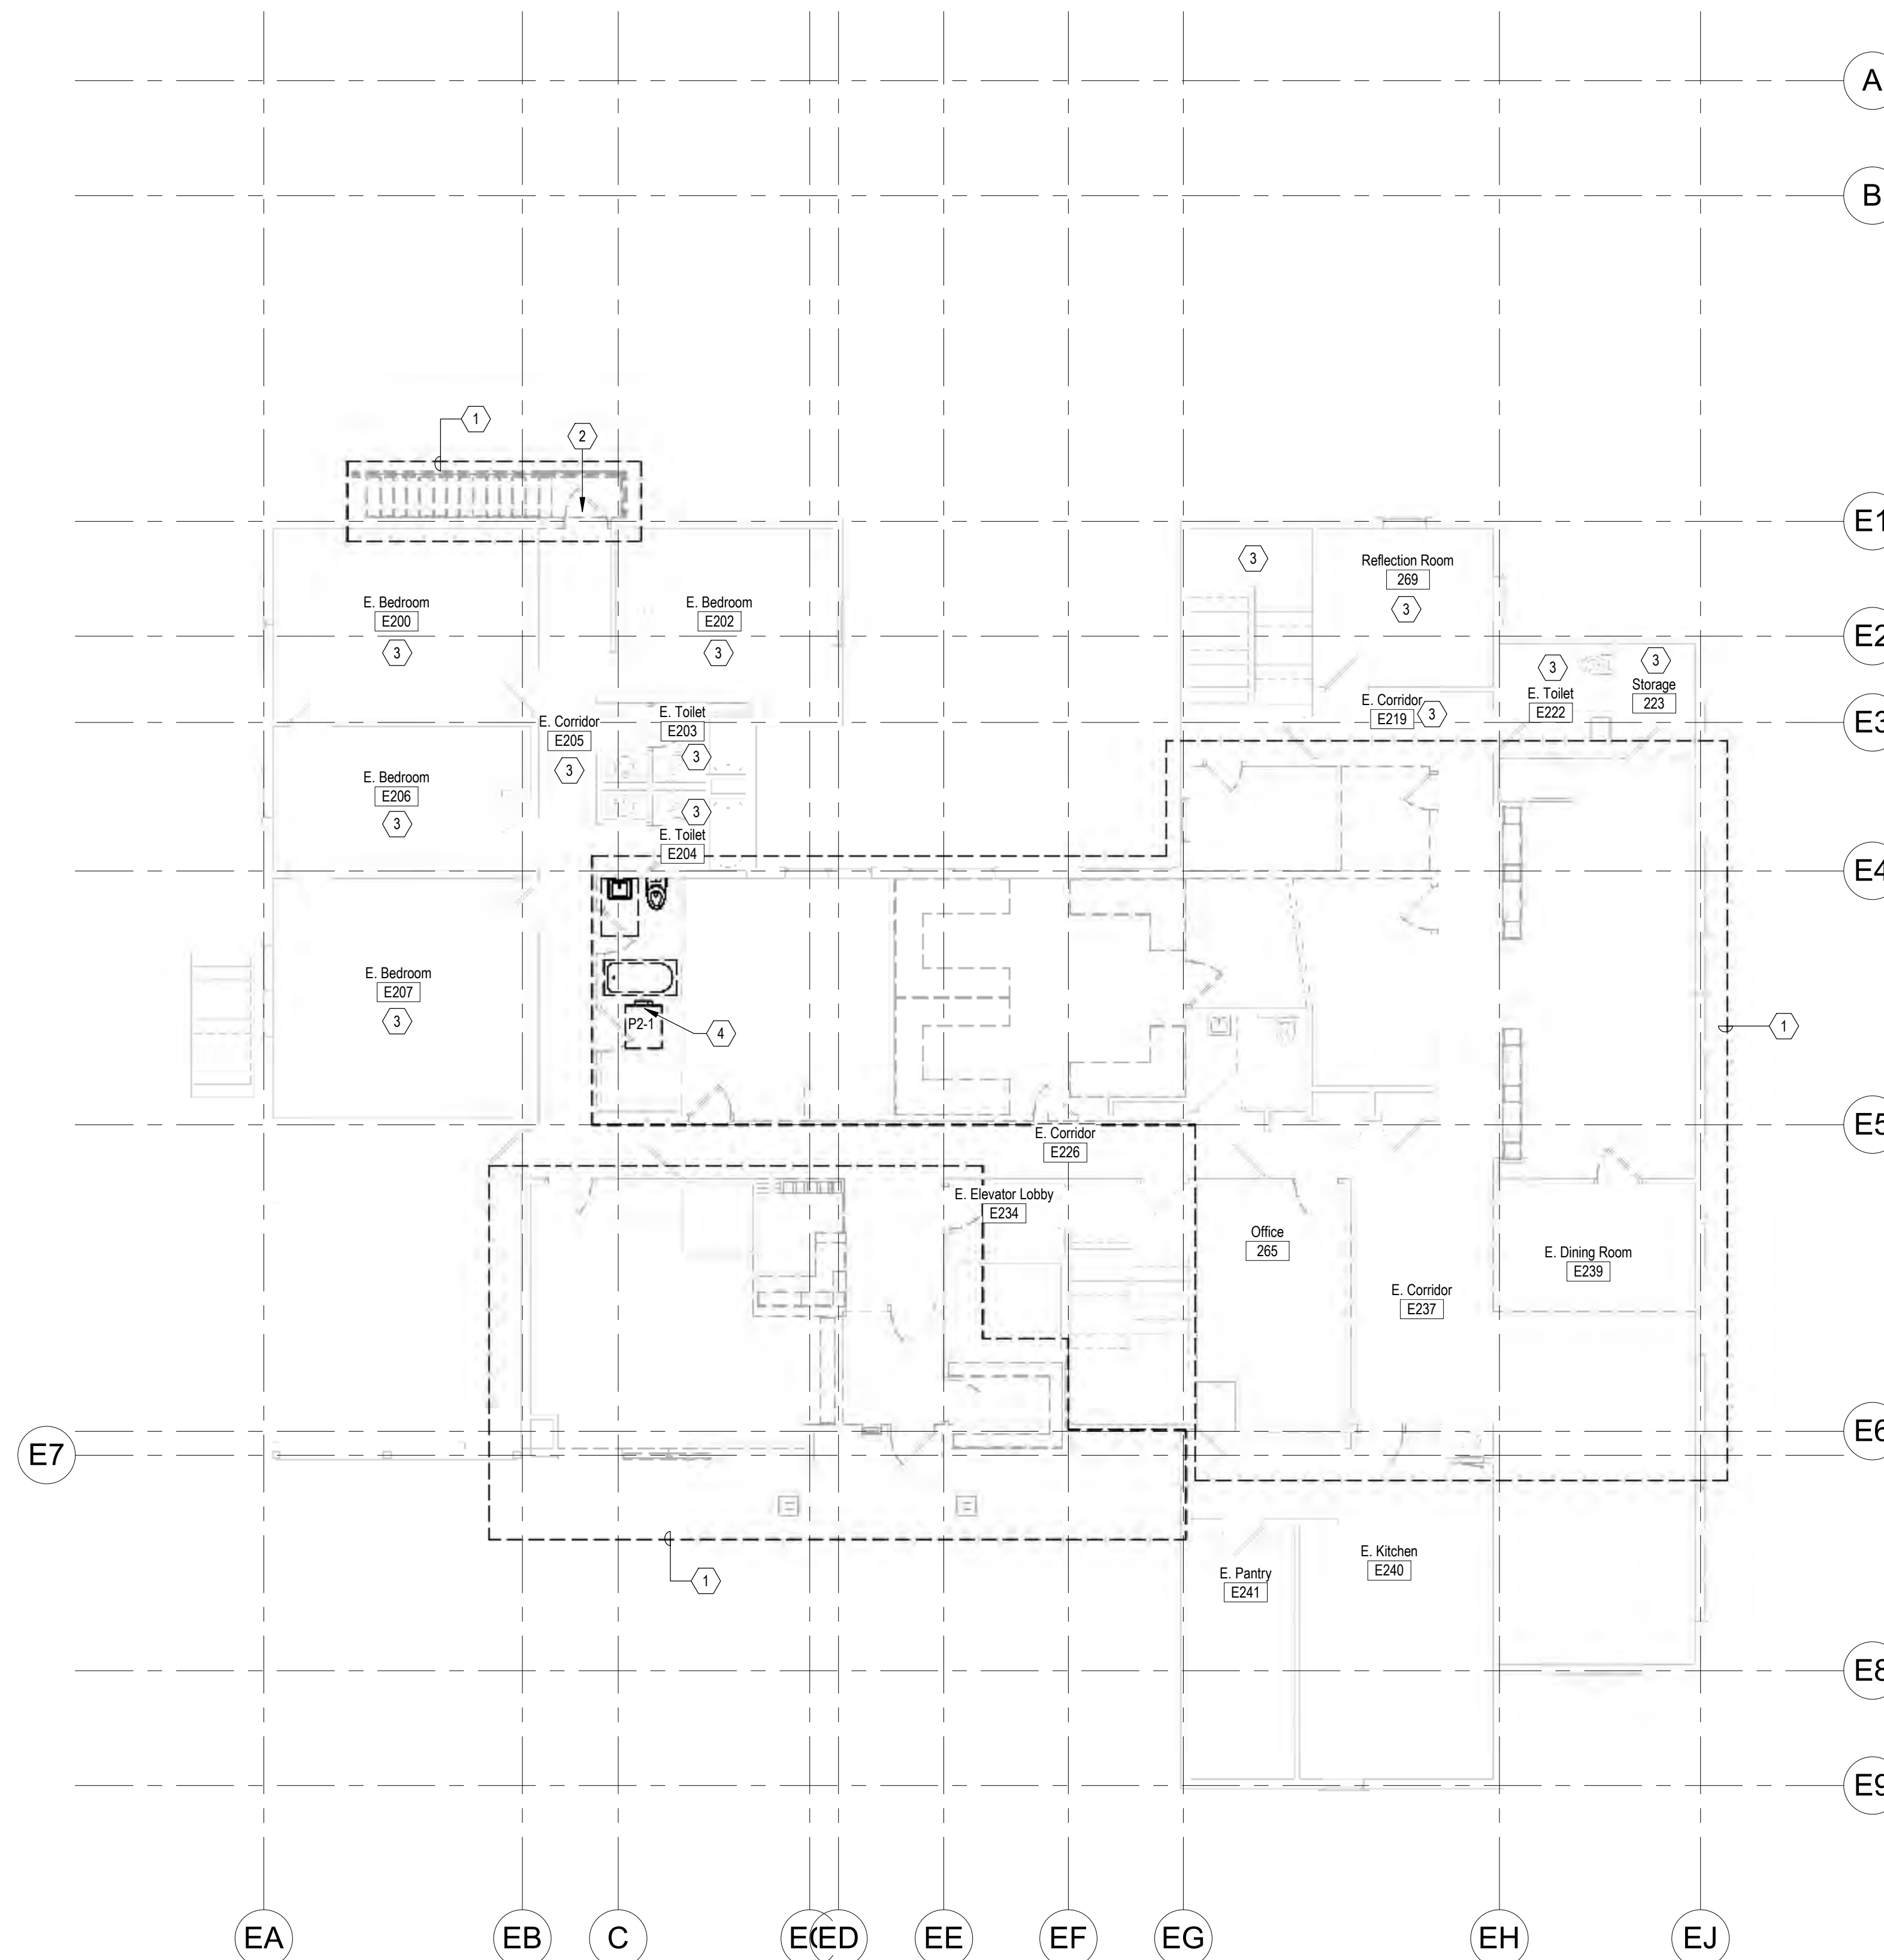 A
B
1
2
E1
3
Reflection Room
269
3
E. Bedroom
E200
3
E. Bedroom
E202
3
E2
3
E. Toilet
E222
3
Storage
223
E. Corridor
E219
3
E. Toilet
E203
3
E. Corridor
E205
3
E3
E. Bedroom
E206
3
3
E. Toilet
E204
E4
E. Bedroom
E207
3
P2-1
4
1
E5
E. Corridor
E226
E. Elevator Lobby
E234
Office
265
E. Dining Room
E239
E. Corridor
E237
E6
E7
E. Kitchen
E240
E. Pantry
E241
1
E8
E9
EA
EB
C
ED
EE
EF
EG
EH
EJ